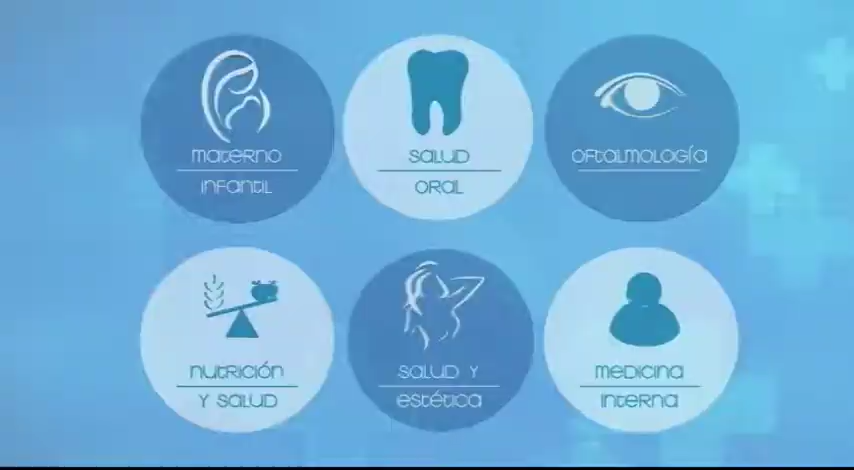 materno
infantil
salud
oral
oftalmología
nutrición
y salud
salud y
estética
medicina
interna